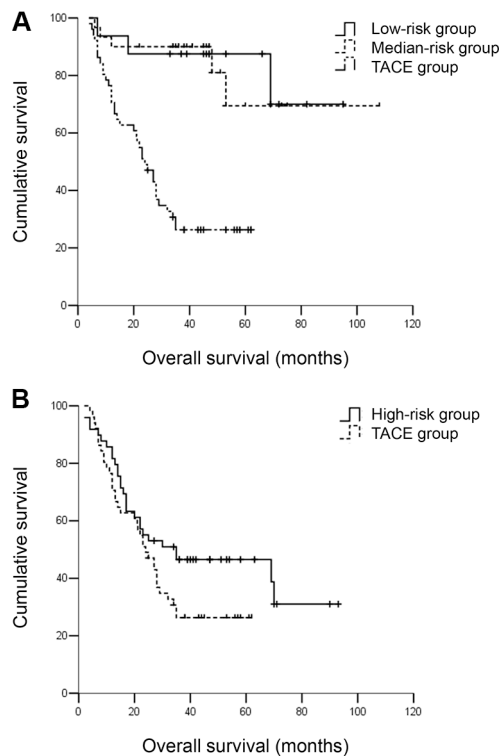 A
100
80
60
40
20
0
0 20 40 60 80 100 120
Cumulative survival
Overall survival (months)
Low-risk group
Median-risk group
TACE group
B
100
80
60
40
20
0
0 20 40 60 80 100 120
Cumulative survival
Overall survival (months)
High-risk group
TACE group